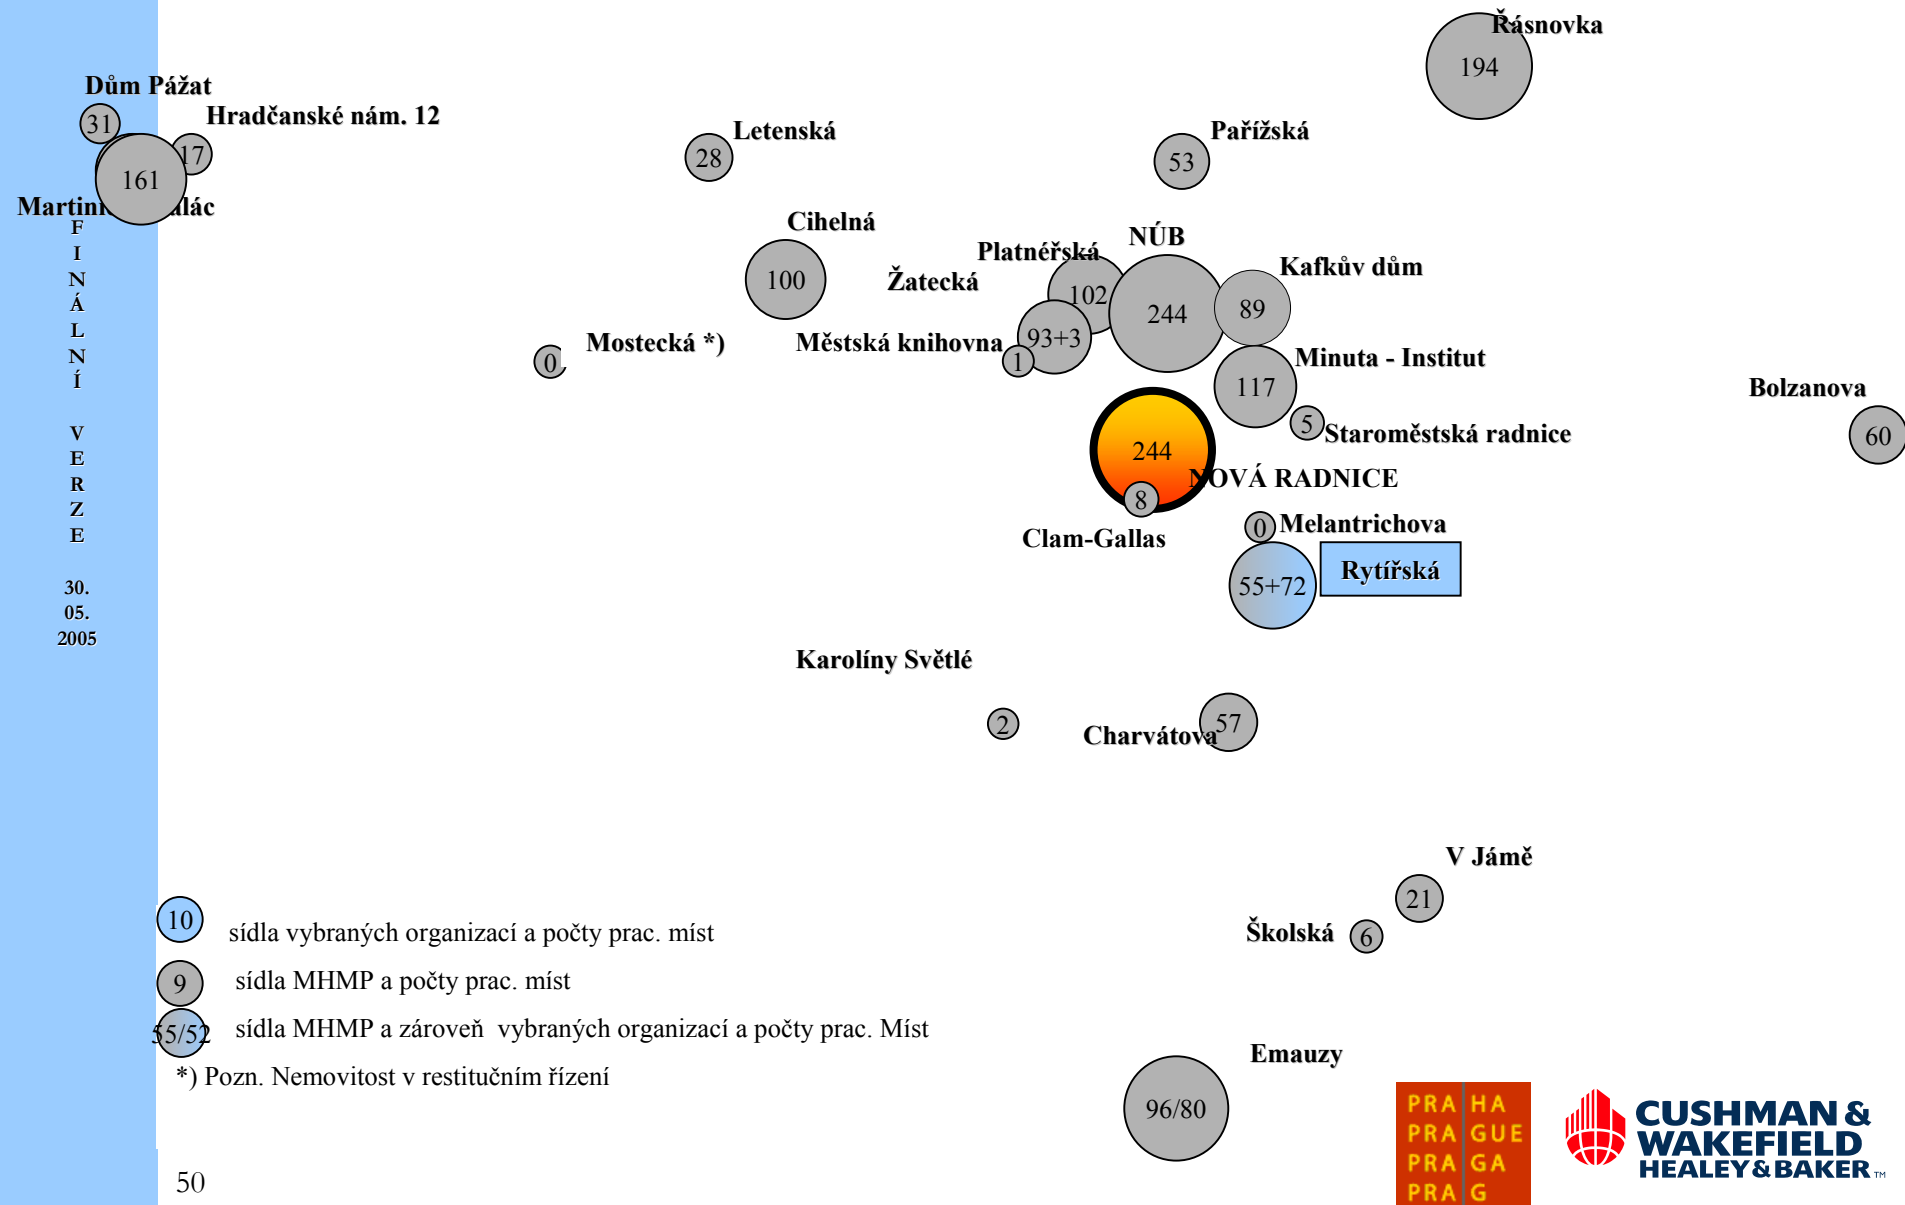 Řásnovka
194
Dům Pážat
31
Hradčanské nám. 12
17
161
Letenská
28
Pařížská
53
Cihelná
100
Platnéřská
102
NÚB
244
Žatecká
93+3
Kafkův dům
89
Mostecká *)
0
Městská knihovna
1
Minuta - Institut
117
Bolzanova
60
5
Staroměstská radnice
244
NOVÁ RADNICE
8
Clam-Gallas
0
Melantrichova
55+72
Rytířská
Karolíny Světlé
2
Charvátova
57
V Jámě
21
Školská
6
Emauzy
96/80
F
I
N
Á
L
N
Í
V
E
R
Z
E
30.
05.
2005
10
sídla vybraných organizací a počty prac. míst
9
sídla MHMP a počty prac. míst
55/52
sídla MHMP a zároveň vybraných organizací a počty prac. Míst
*) Pozn. Nemovitost v restitučním řízení
50
PRA HA
PRA GUE
PRA GA
PRA G
CUSHMAN &
WAKEFIELD
HEALEY & BAKER™